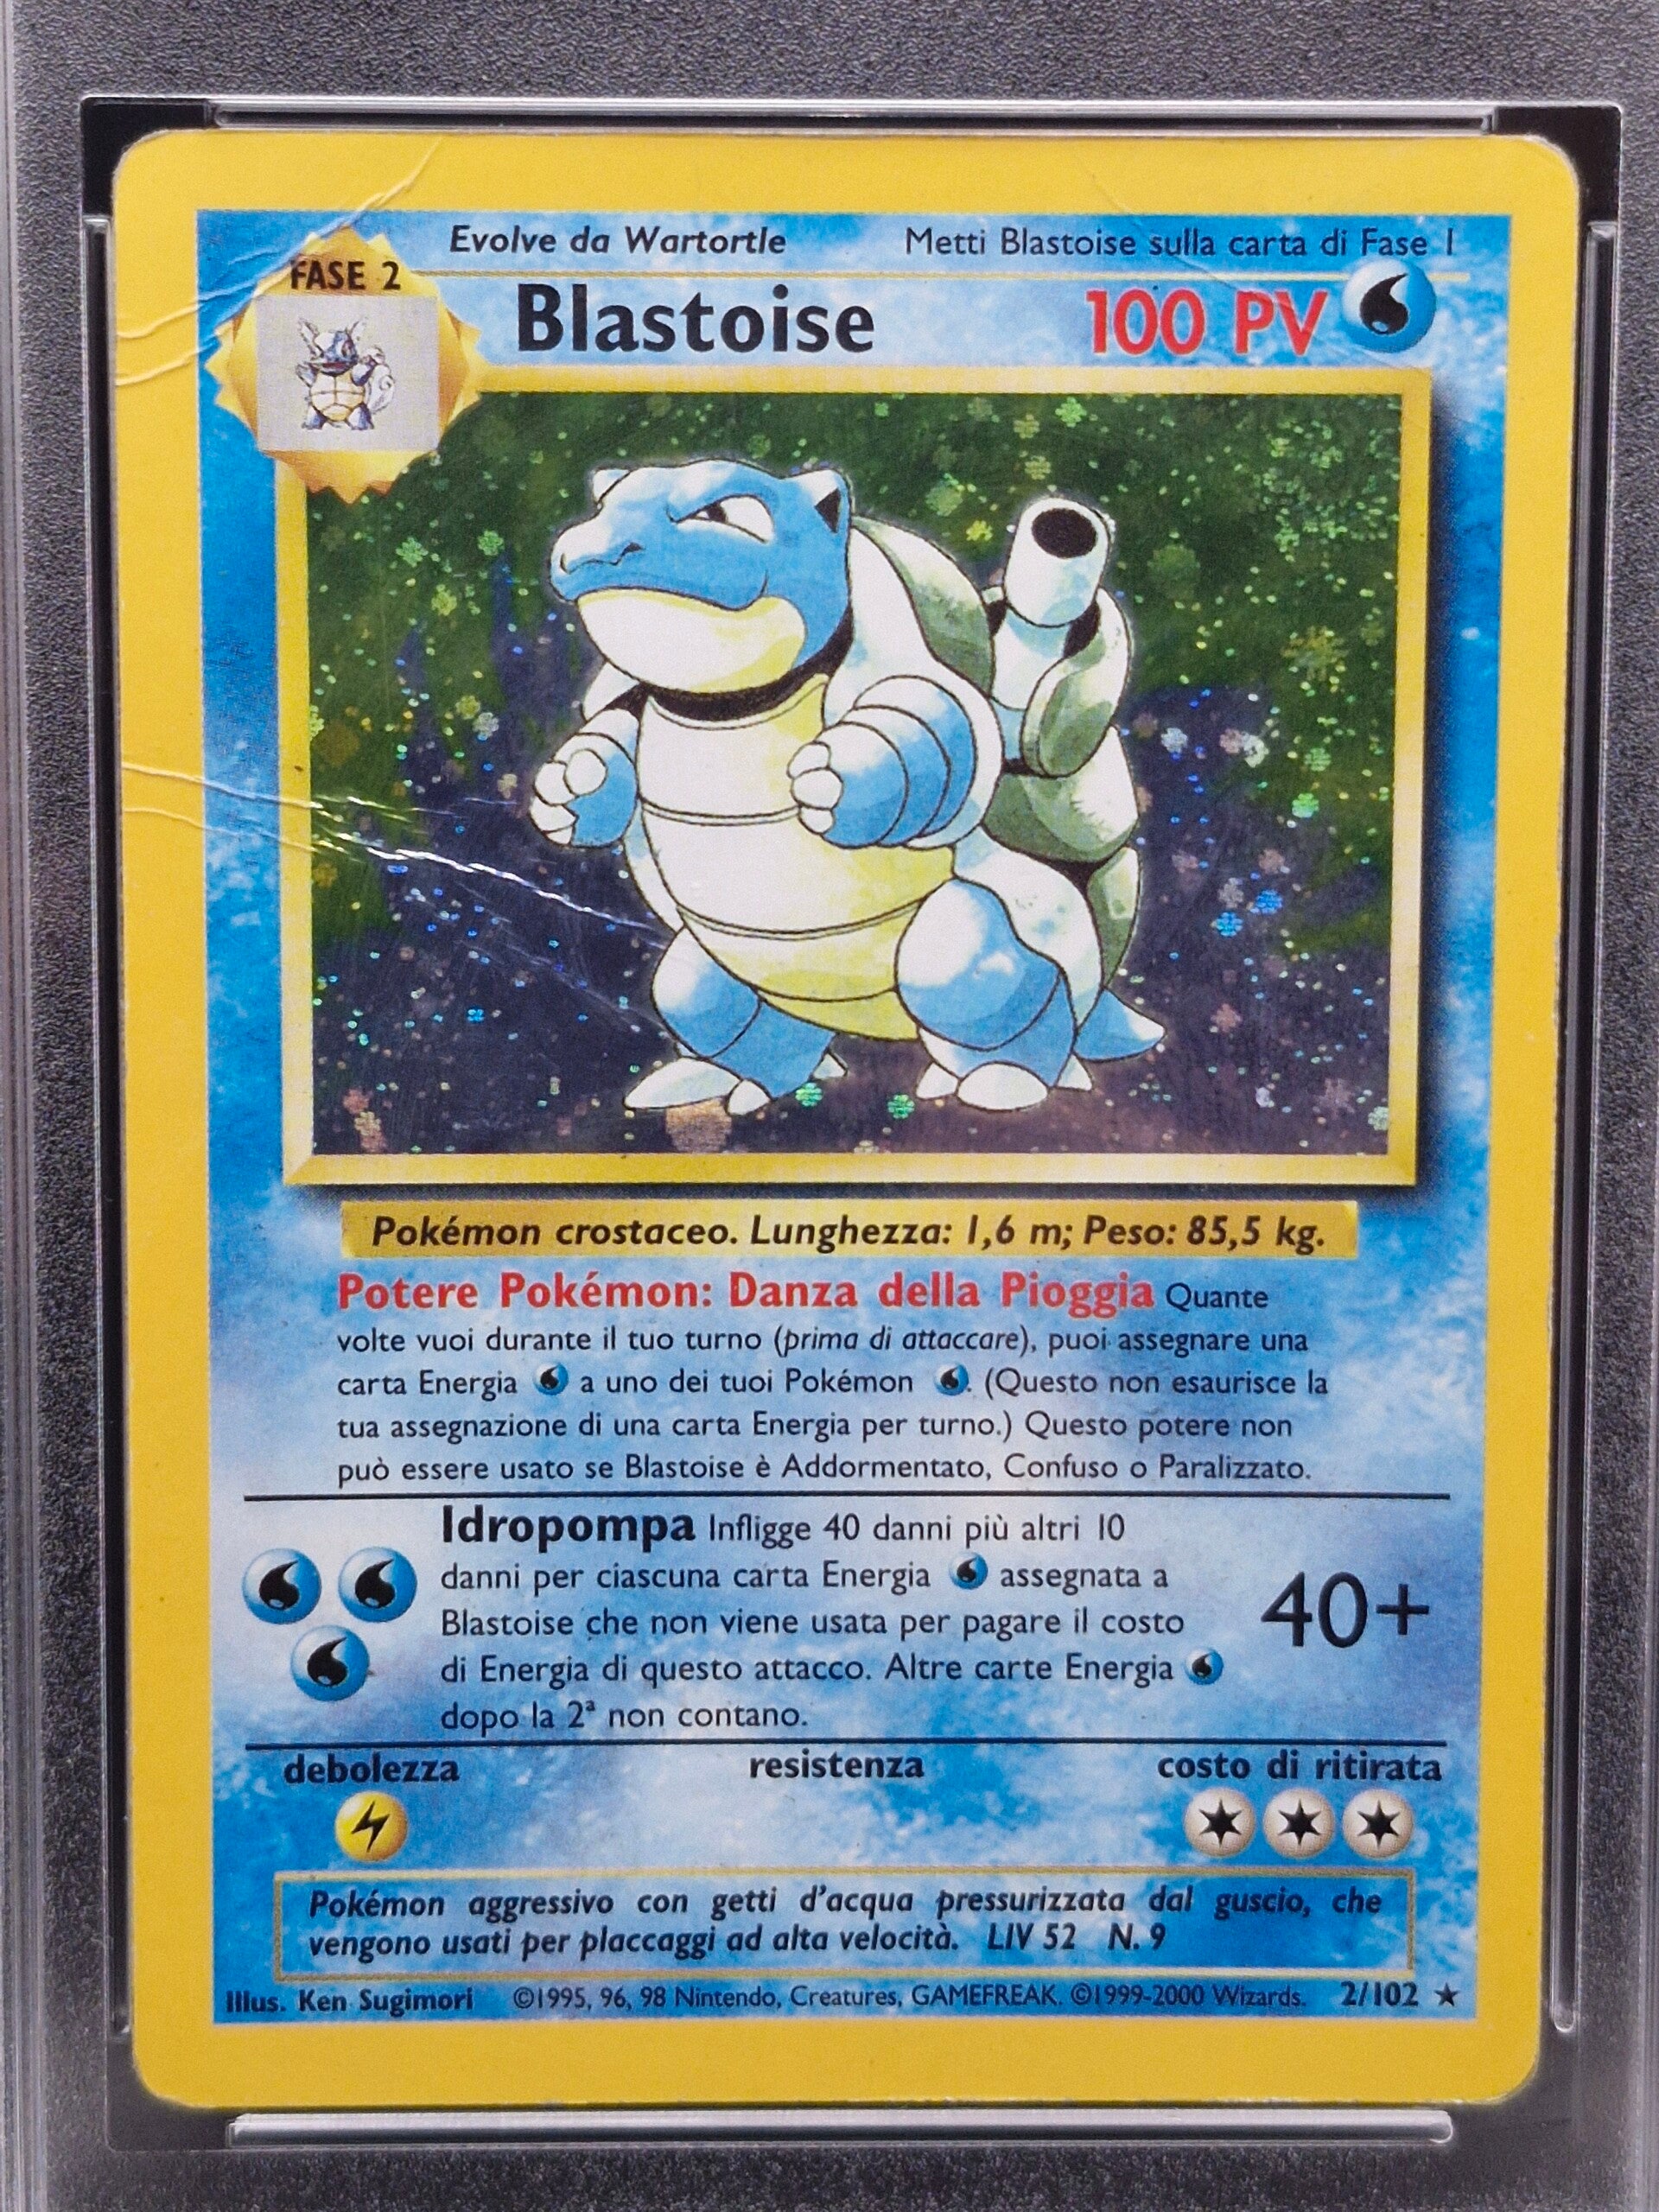 Evolve da Wartortle Metti Blastoise sulla carta di Fase 1
FASE 2
Blastoise 100 PV
Pokémon crostaceo. Lunghezza: 1,6 m; Peso: 85,5 kg.
Potere Pokémon: Danza della Pioggia Quante
volte vuoi durante il tuo turno (prima di attaccare), puoi assegnare una
carta Energia a uno dei tuoi Pokémon . (Questo non esaurisce la
tua assegnazione di una carta Energia per turno.) Questo potere non
può essere usato se Blastoise è Addormentato, Confuso o Paralizzato.
Idropompa Infligge 40 danni più altri 10
danni per ciascuna carta Energia assegnata a
Blastoise che non viene usata per pagare il costo
di Energia di questo attacco. Altre carte Energia
dopo la 2ª non contano.
40+
debolezza resistenza costo di ritirata
Pokémon aggressivo con getti d'acqua pressurizzata dal guscio, che
vengono usati per placcaggi ad alta velocità. LIV 52 N. 9
Illus. Ken Sugimori ©1995, 96, 98 Nintendo, Creatures, GAMEFREAK. ©1999-2000 Wizards. 2/102 ★